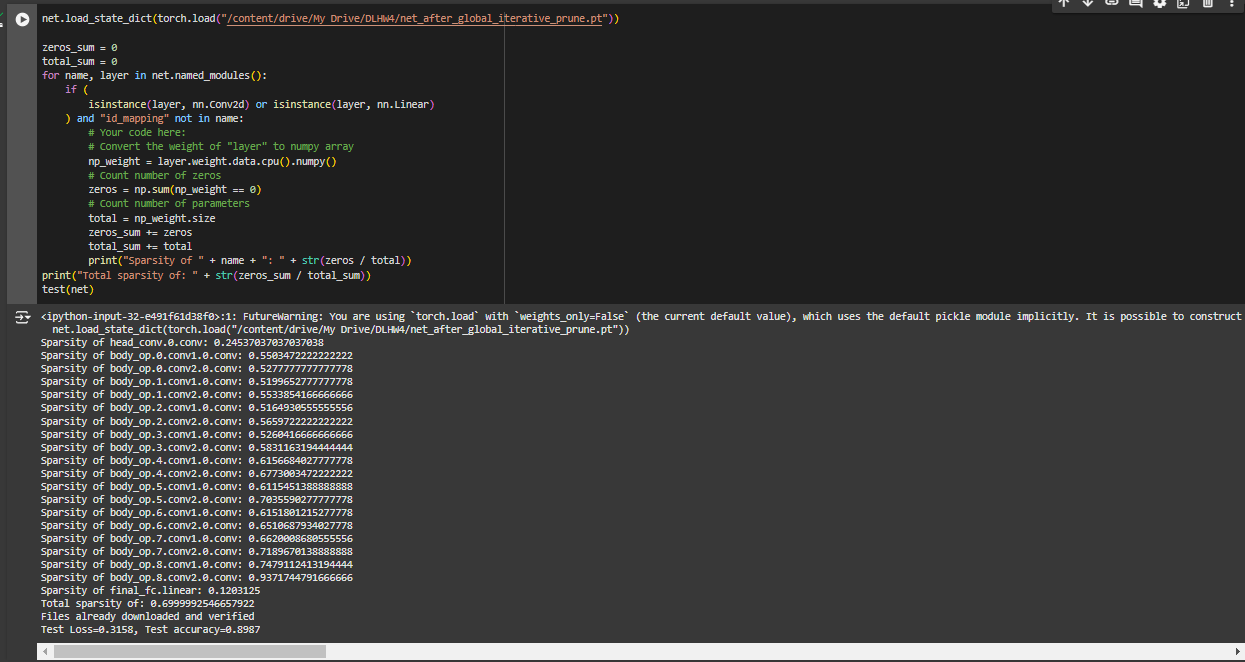 net.load_state_dict(torch.load("/content/drive/My Drive/DLHW4/net_after_global_iterative_prune.pt"))
zeros_sum = 0
total_sum = 0
for name, layer in net.named_modules():
    if (
        isinstance(layer, nn.Conv2d) or isinstance(layer, nn.Linear)
    ) and "id_mapping" not in name:
        # Your code here:
        # Convert the weight of "layer" to numpy array
        np_weight = layer.weight.data.cpu().numpy()
        # Count number of zeros
        zeros = np.sum(np_weight == 0)
        # Count number of parameters
        total = np_weight.size
        zeros_sum += zeros
        total_sum += total
        print("Sparsity of " + name + ": " + str(zeros / total))
print("Total sparsity of: " + str(zeros_sum / total_sum))
test(net)
<ipython-input-32-e491f61d38f0>:1: FutureWarning: You are using `torch.load` with `weights_only=False` (the current default value), which uses the default pickle module implicitly. It is possible to construct
  net.load_state_dict(torch.load("/content/drive/My Drive/DLHW4/net_after_global_iterative_prune.pt"))
Sparsity of head_conv.0.conv: 0.24537037037037038
Sparsity of body_op.0.conv1.0.conv: 0.5503472222222222
Sparsity of body_op.0.conv2.0.conv: 0.5277777777777778
Sparsity of body_op.1.conv1.0.conv: 0.5199652777777778
Sparsity of body_op.1.conv2.0.conv: 0.5533854166666666
Sparsity of body_op.2.conv1.0.conv: 0.5164930555555556
Sparsity of body_op.2.conv2.0.conv: 0.5659722222222222
Sparsity of body_op.3.conv1.0.conv: 0.5260416666666666
Sparsity of body_op.3.conv2.0.conv: 0.5831163194444444
Sparsity of body_op.4.conv1.0.conv: 0.6156684027777778
Sparsity of body_op.4.conv2.0.conv: 0.6773003472222222
Sparsity of body_op.5.conv1.0.conv: 0.6115451388888888
Sparsity of body_op.5.conv2.0.conv: 0.7035590277777778
Sparsity of body_op.6.conv1.0.conv: 0.6151801215277778
Sparsity of body_op.6.conv2.0.conv: 0.6510687934027778
Sparsity of body_op.7.conv1.0.conv: 0.6620008680555556
Sparsity of body_op.7.conv2.0.conv: 0.7189670138888888
Sparsity of body_op.8.conv1.0.conv: 0.7479112413194444
Sparsity of body_op.8.conv2.0.conv: 0.9371744791666666
Sparsity of final_fc.linear: 0.1203125
Total sparsity of: 0.6999992546657922
Files already downloaded and verified
Test Loss=0.3158, Test accuracy=0.8987